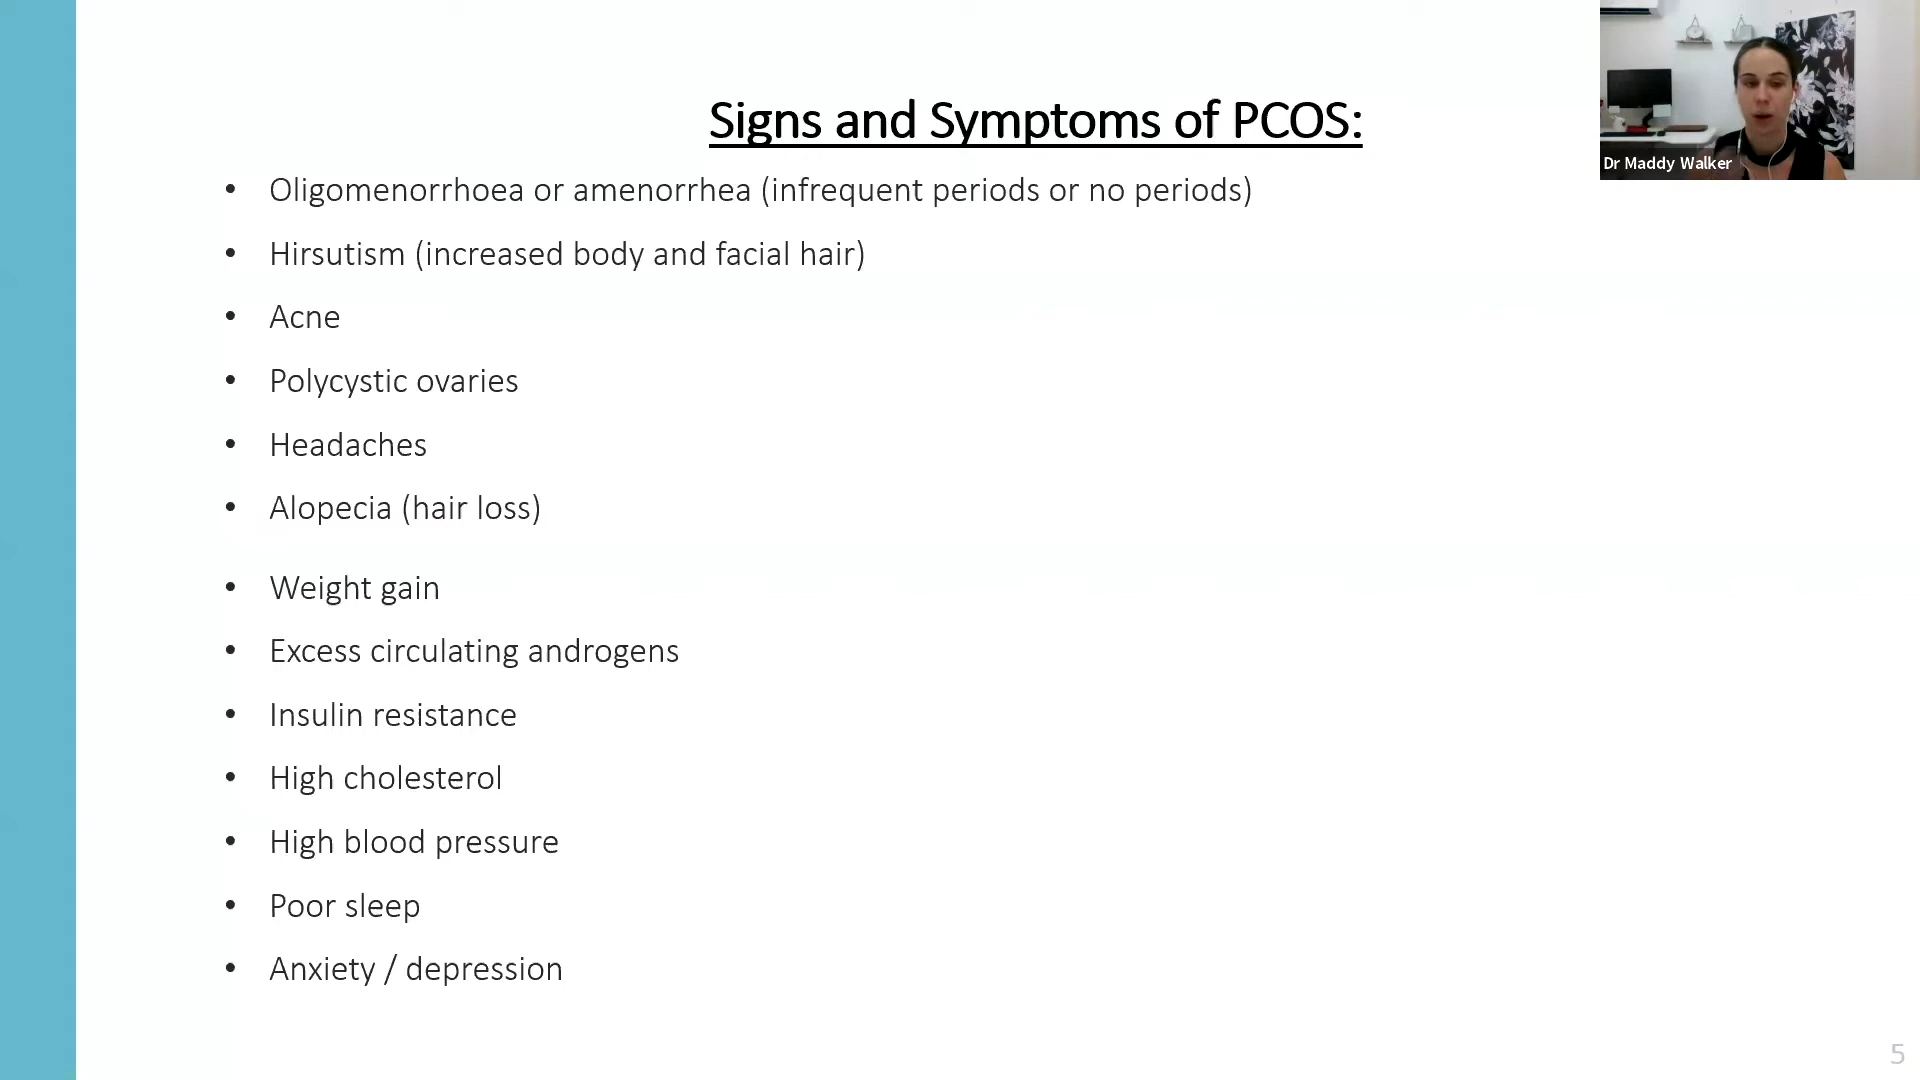 Signs and Symptoms of PCOS:
• Oligomenorrhoea or amenorrhea (infrequent periods or no periods)
• Hirsutism (increased body and facial hair)
• Acne
• Polycystic ovaries
• Headaches
• Alopecia (hair loss)
• Weight gain
• Excess circulating androgens
• Insulin resistance
• High cholesterol
• High blood pressure
• Poor sleep
• Anxiety / depression
Dr Maddy Walker
5